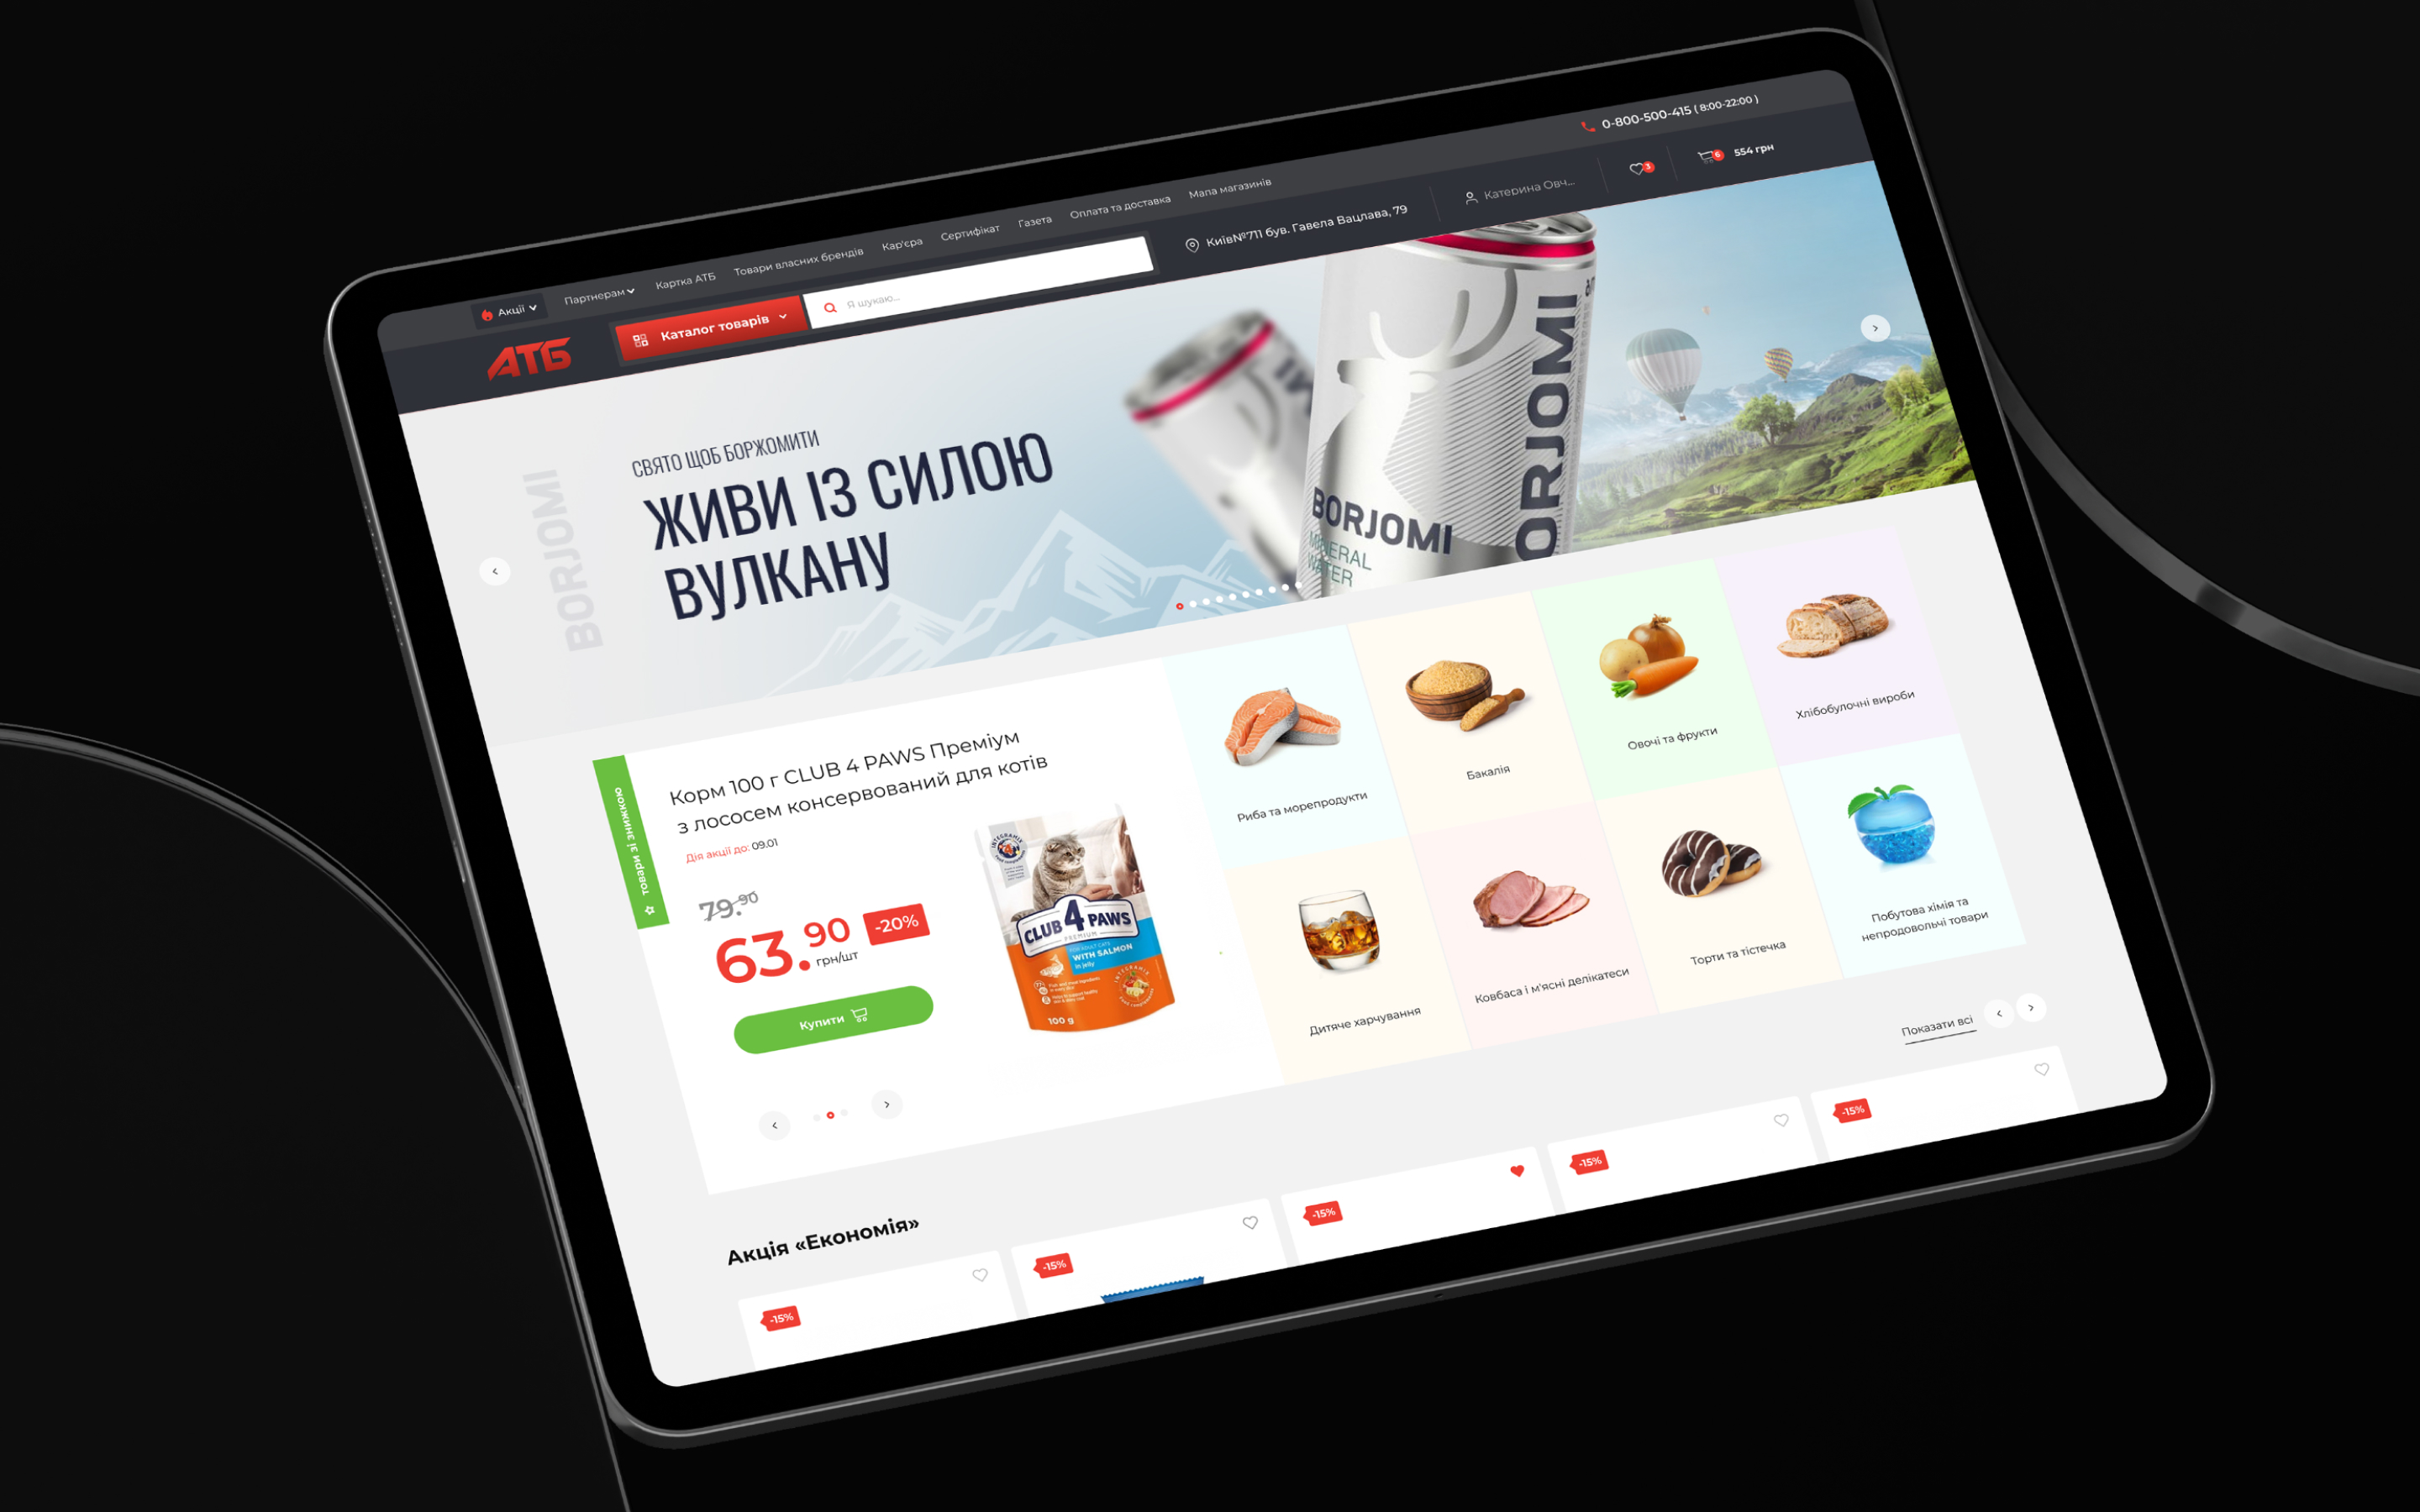 0-800-500-415 ( 8:00-22:00 )
Акції
Партнерам
Картка АТБ
Товари власних брендів
Кар'єра
Сертифікат
Газета
Оплата та доставка
Мапа магазинів
АТБ
Каталог товарів
Я шукаю...
Київ№711 був. Гавела Вацлава, 79
Катерина Овч...
3
6
554 грн
BORJOMI
СВЯТО ЩОБ БОРЖОМИТИ
ЖИВИ ІЗ СИЛОЮ
ВУЛКАНУ
BORJOMI
MINERAL
WATER
BORJOMI
товари зі знижкою
Корм 100 г CLUB 4 PAWS Преміум
з лососем консервований для котів
Дія акції до: 09.01
79.90
63.90
грн/шт
-20%
Купити
INTEGRAMIX
CLUB 4 PAWS
PREMIUM
FOR ADULT CATS
WITH SALMON
in jelly
INTEGRAMIX
100 g
Риба та морепродукти
Бакалія
Овочі та фрукти
Хлібобулочні вироби
Дитяче харчування
Ковбаса і м'ясні делікатеси
Торти та тістечка
Побутова хімія та
непродовольчі товари
Показати всі
Акція «Економія»
-15%
-15%
-15%
-15%
-15%